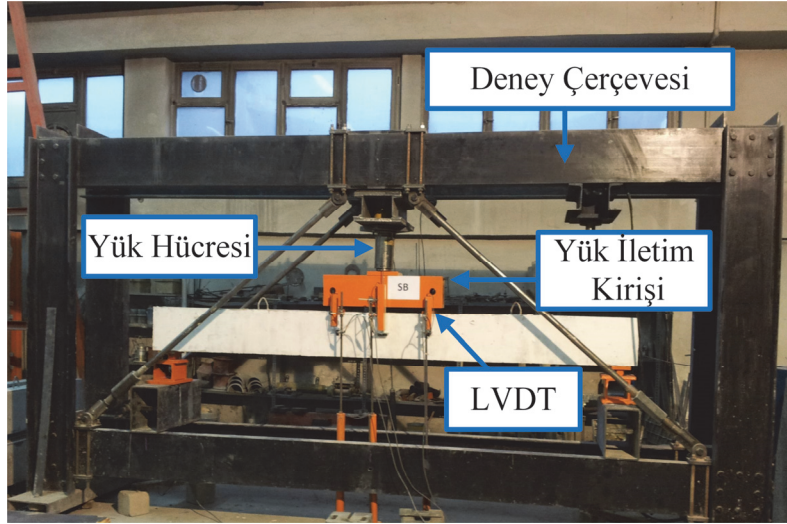 Deney Çerçevesi
Yük Hücresi
Yük İletim
Kirişi
SB
LVDT